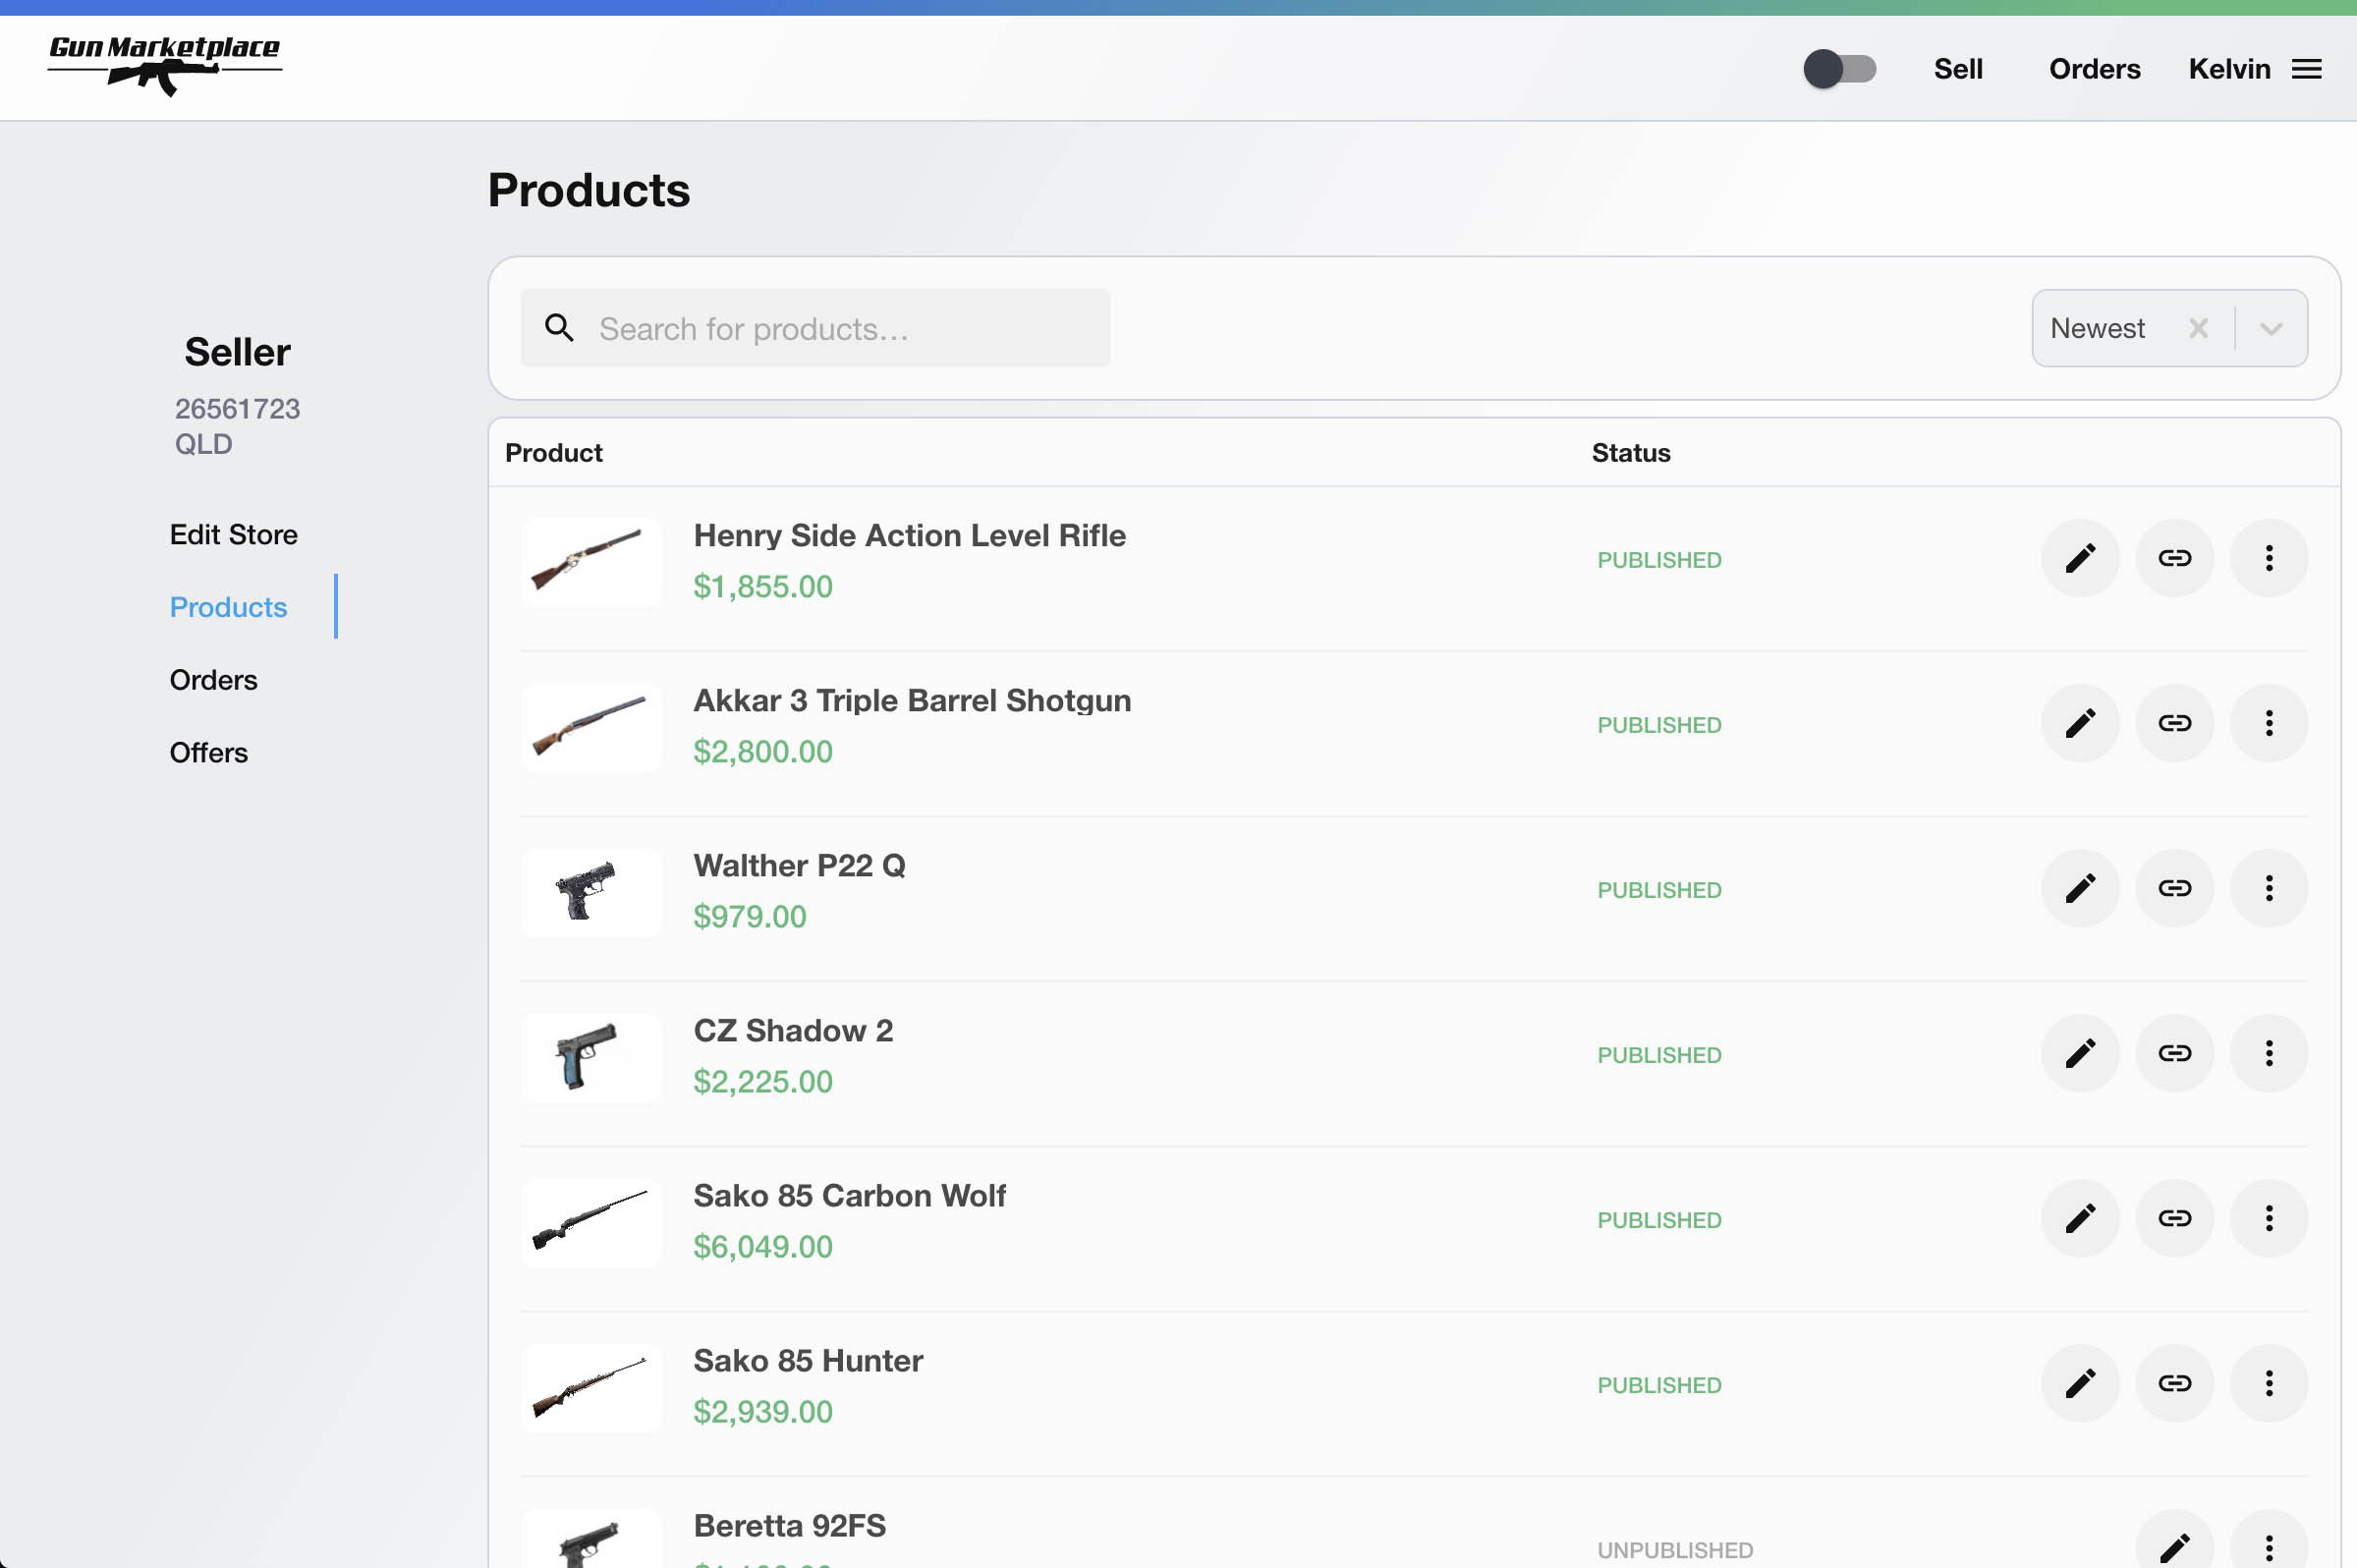 Gun Marketplace
Sell
Orders
Kelvin
Products
Search for products...
Newest
Seller
26561723
QLD
Edit Store
Products
Orders
Offers
Product
Status
Henry Side Action Level Rifle
$1,855.00
PUBLISHED
Akkar 3 Triple Barrel Shotgun
$2,800.00
PUBLISHED
Walther P22 Q
$979.00
PUBLISHED
CZ Shadow 2
$2,225.00
PUBLISHED
Sako 85 Carbon Wolf
$6,049.00
PUBLISHED
Sako 85 Hunter
$2,939.00
PUBLISHED
Beretta 92FS
UNPUBLISHED